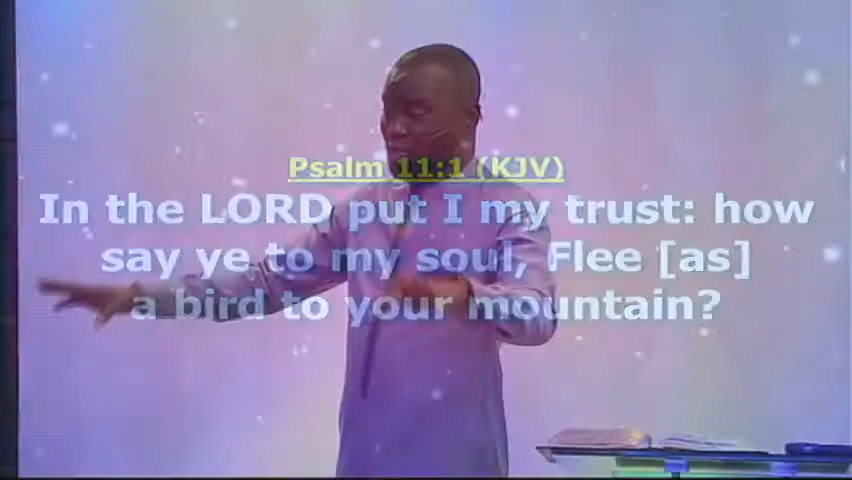 Psalm 11:1 (KJV)
In the LORD put I my trust: how
say ye to my soul, Flee [as]
a bird to your mountain?